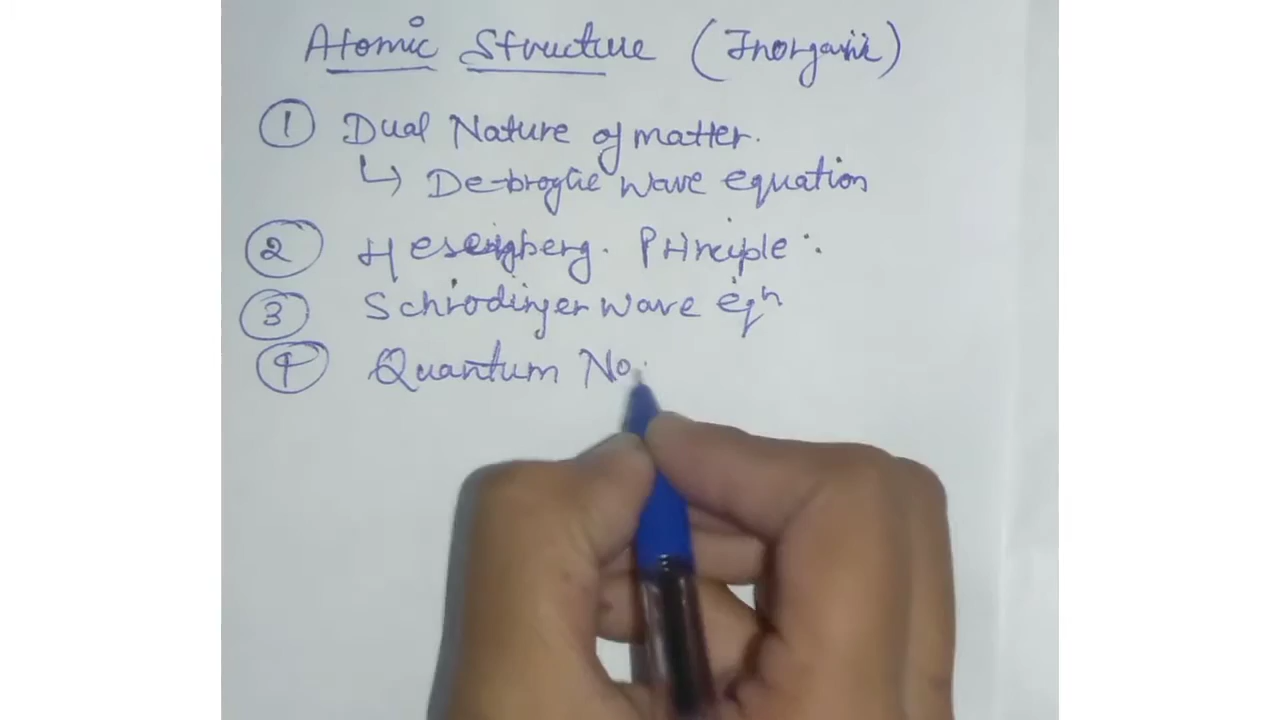 Atomic Structure (Inorganic)
1 Dual Nature of matter.
↳ De-broglie wave equation
2 Heseingberg. Principle :
3 Schrodinger wave eqn
4 Quantum No.